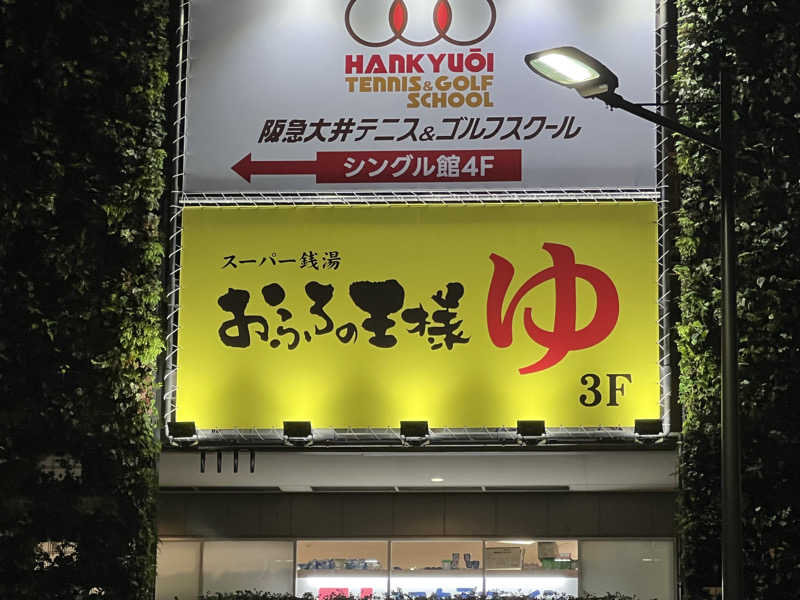 HANKYU ŌI
TENNIS & GOLF
SCHOOL
阪急大井テニス&ゴルフスクール
シングル館4F
スーパー銭湯
おふろの王様
ゆ
3F